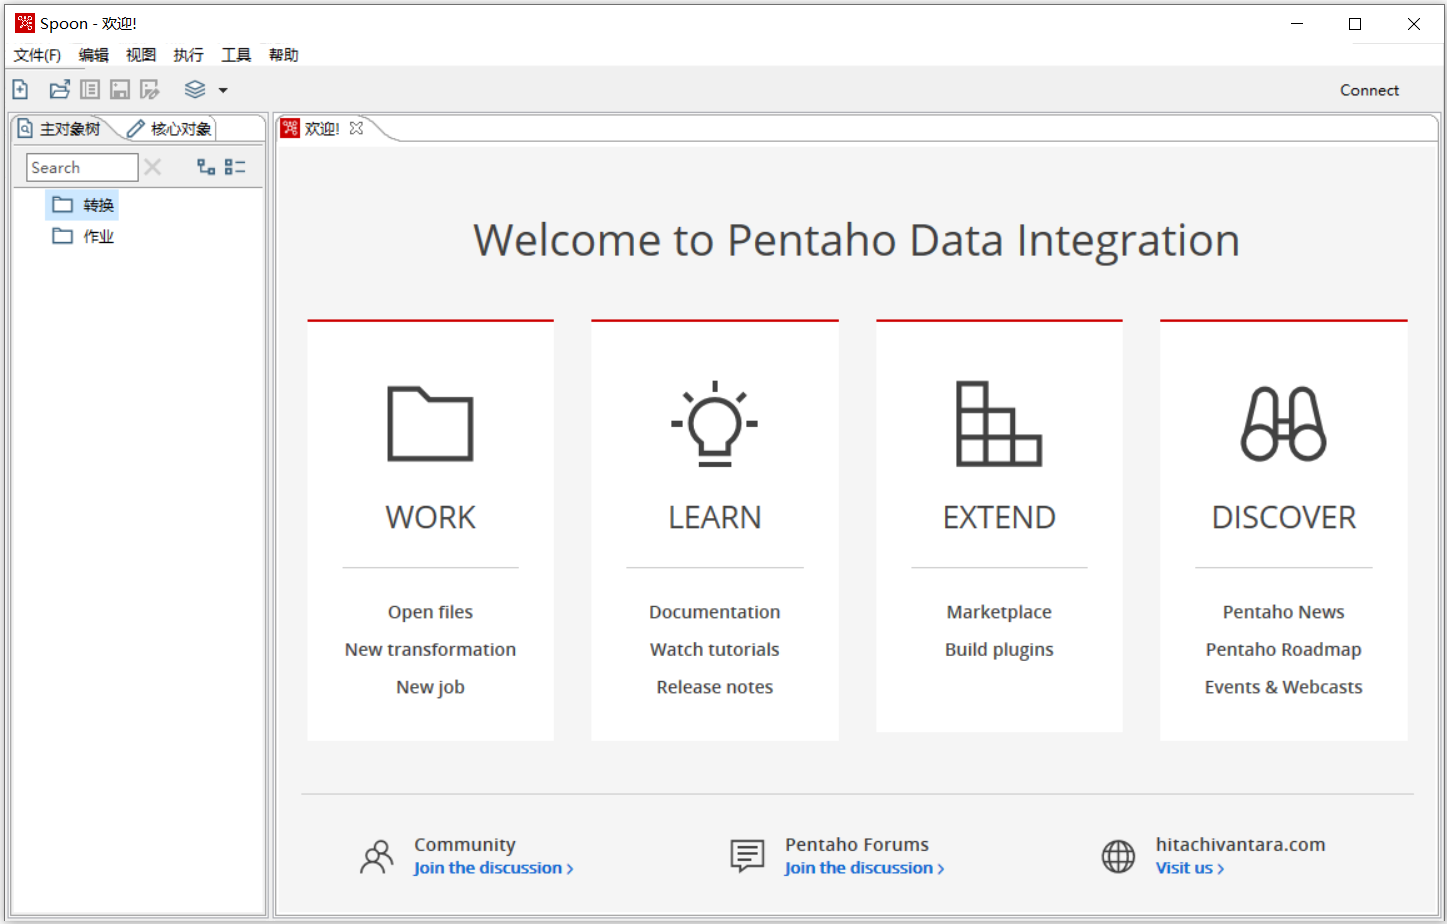 Spoon - 欢迎!
文件(F) 编辑 视图 执行 工具 帮助
Connect
主对象树 核心对象
欢迎!
Search
转换
作业
Welcome to Pentaho Data Integration
WORK
Open files
New transformation
New job
LEARN
Documentation
Watch tutorials
Release notes
EXTEND
Marketplace
Build plugins
DISCOVER
Pentaho News
Pentaho Roadmap
Events & Webcasts
Community
Join the discussion ›
Pentaho Forums
Join the discussion ›
hitachivantara.com
Visit us ›